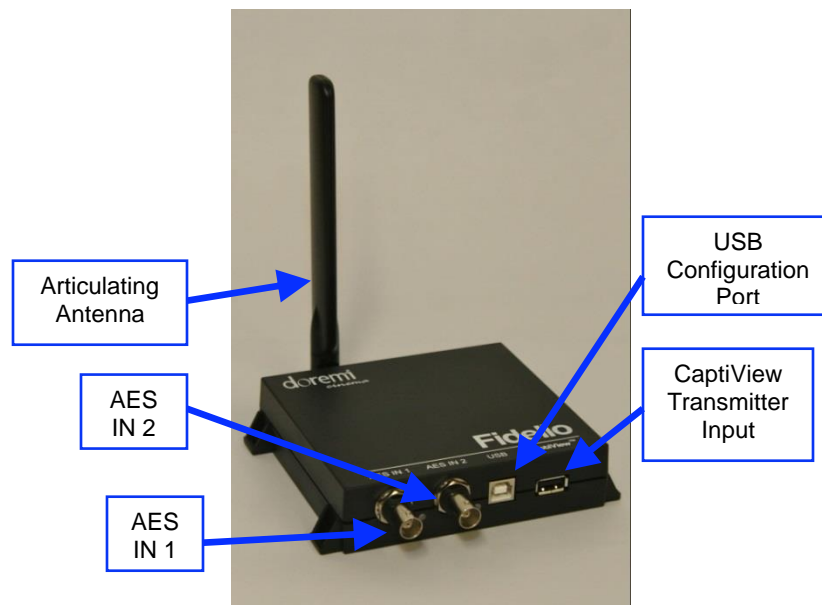 USB
Configuration
Port
Articulating
Antenna
CaptiView
Transmitter
Input
AES
IN 2
AES
IN 1
doremi
Fidelio
AES IN 2
USB